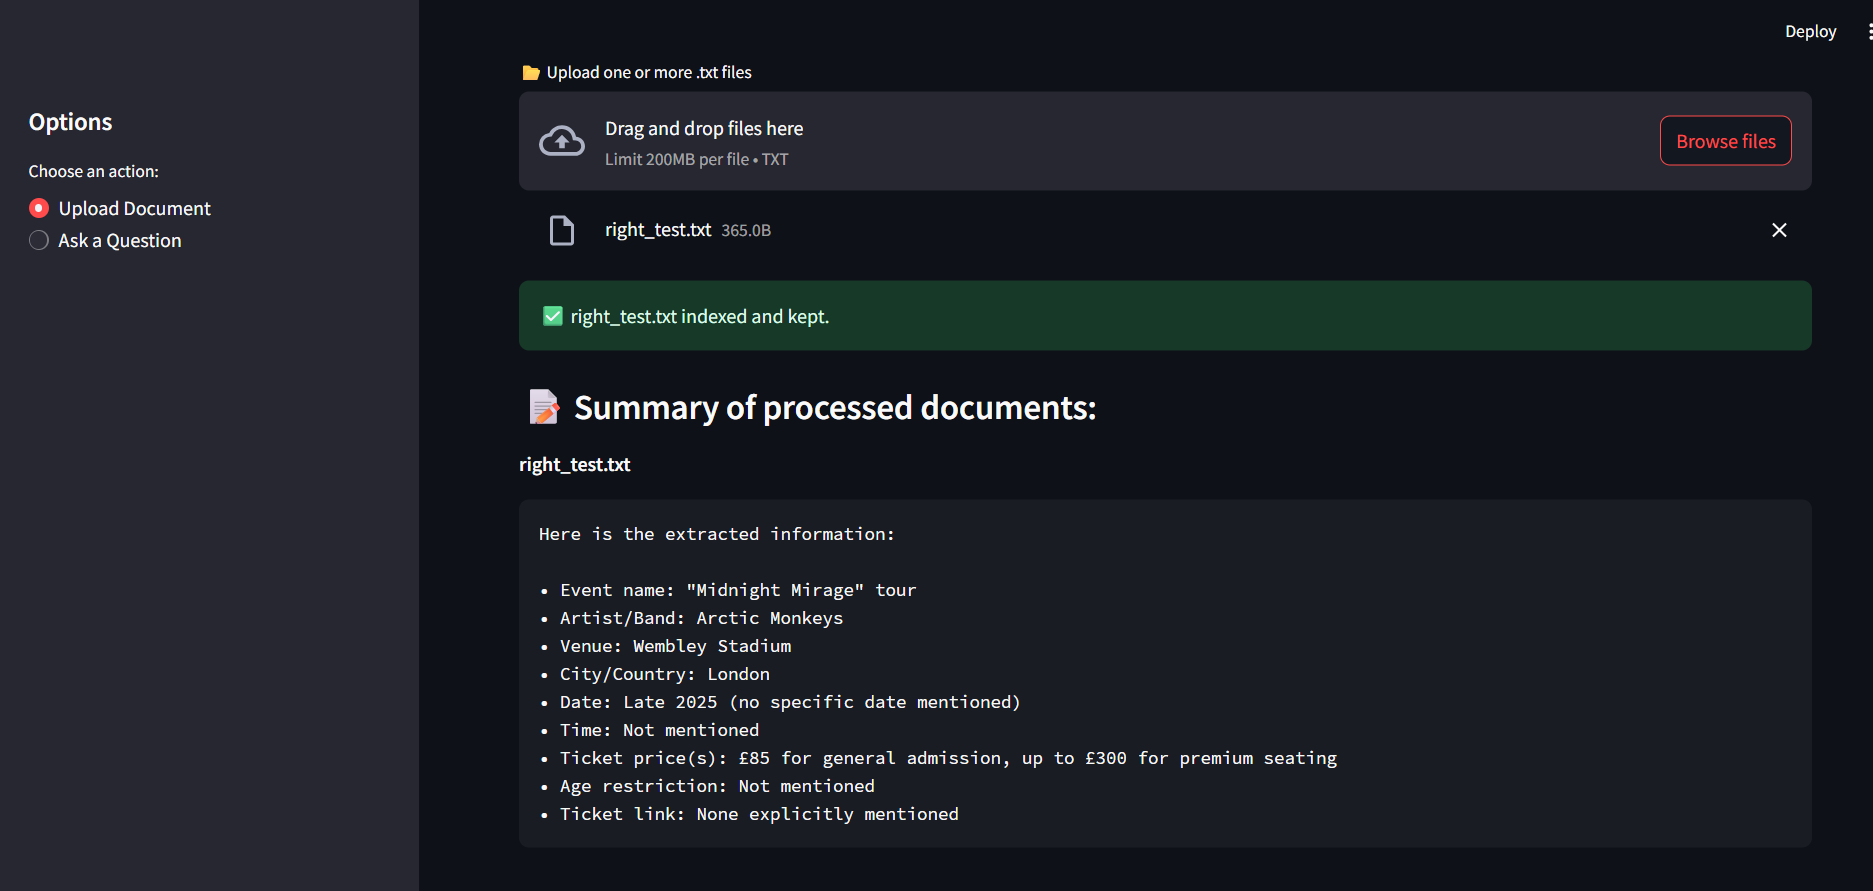 Deploy
Options
Choose an action:
Upload Document
Ask a Question
📁 Upload one or more .txt files
Drag and drop files here
Limit 200MB per file • TXT
Browse files
right_test.txt 365.0B
✅ right_test.txt indexed and kept.
📝 Summary of processed documents:
right_test.txt
Here is the extracted information:
• Event name: "Midnight Mirage" tour
• Artist/Band: Arctic Monkeys
• Venue: Wembley Stadium
• City/Country: London
• Date: Late 2025 (no specific date mentioned)
• Time: Not mentioned
• Ticket price(s): £85 for general admission, up to £300 for premium seating
• Age restriction: Not mentioned
• Ticket link: None explicitly mentioned